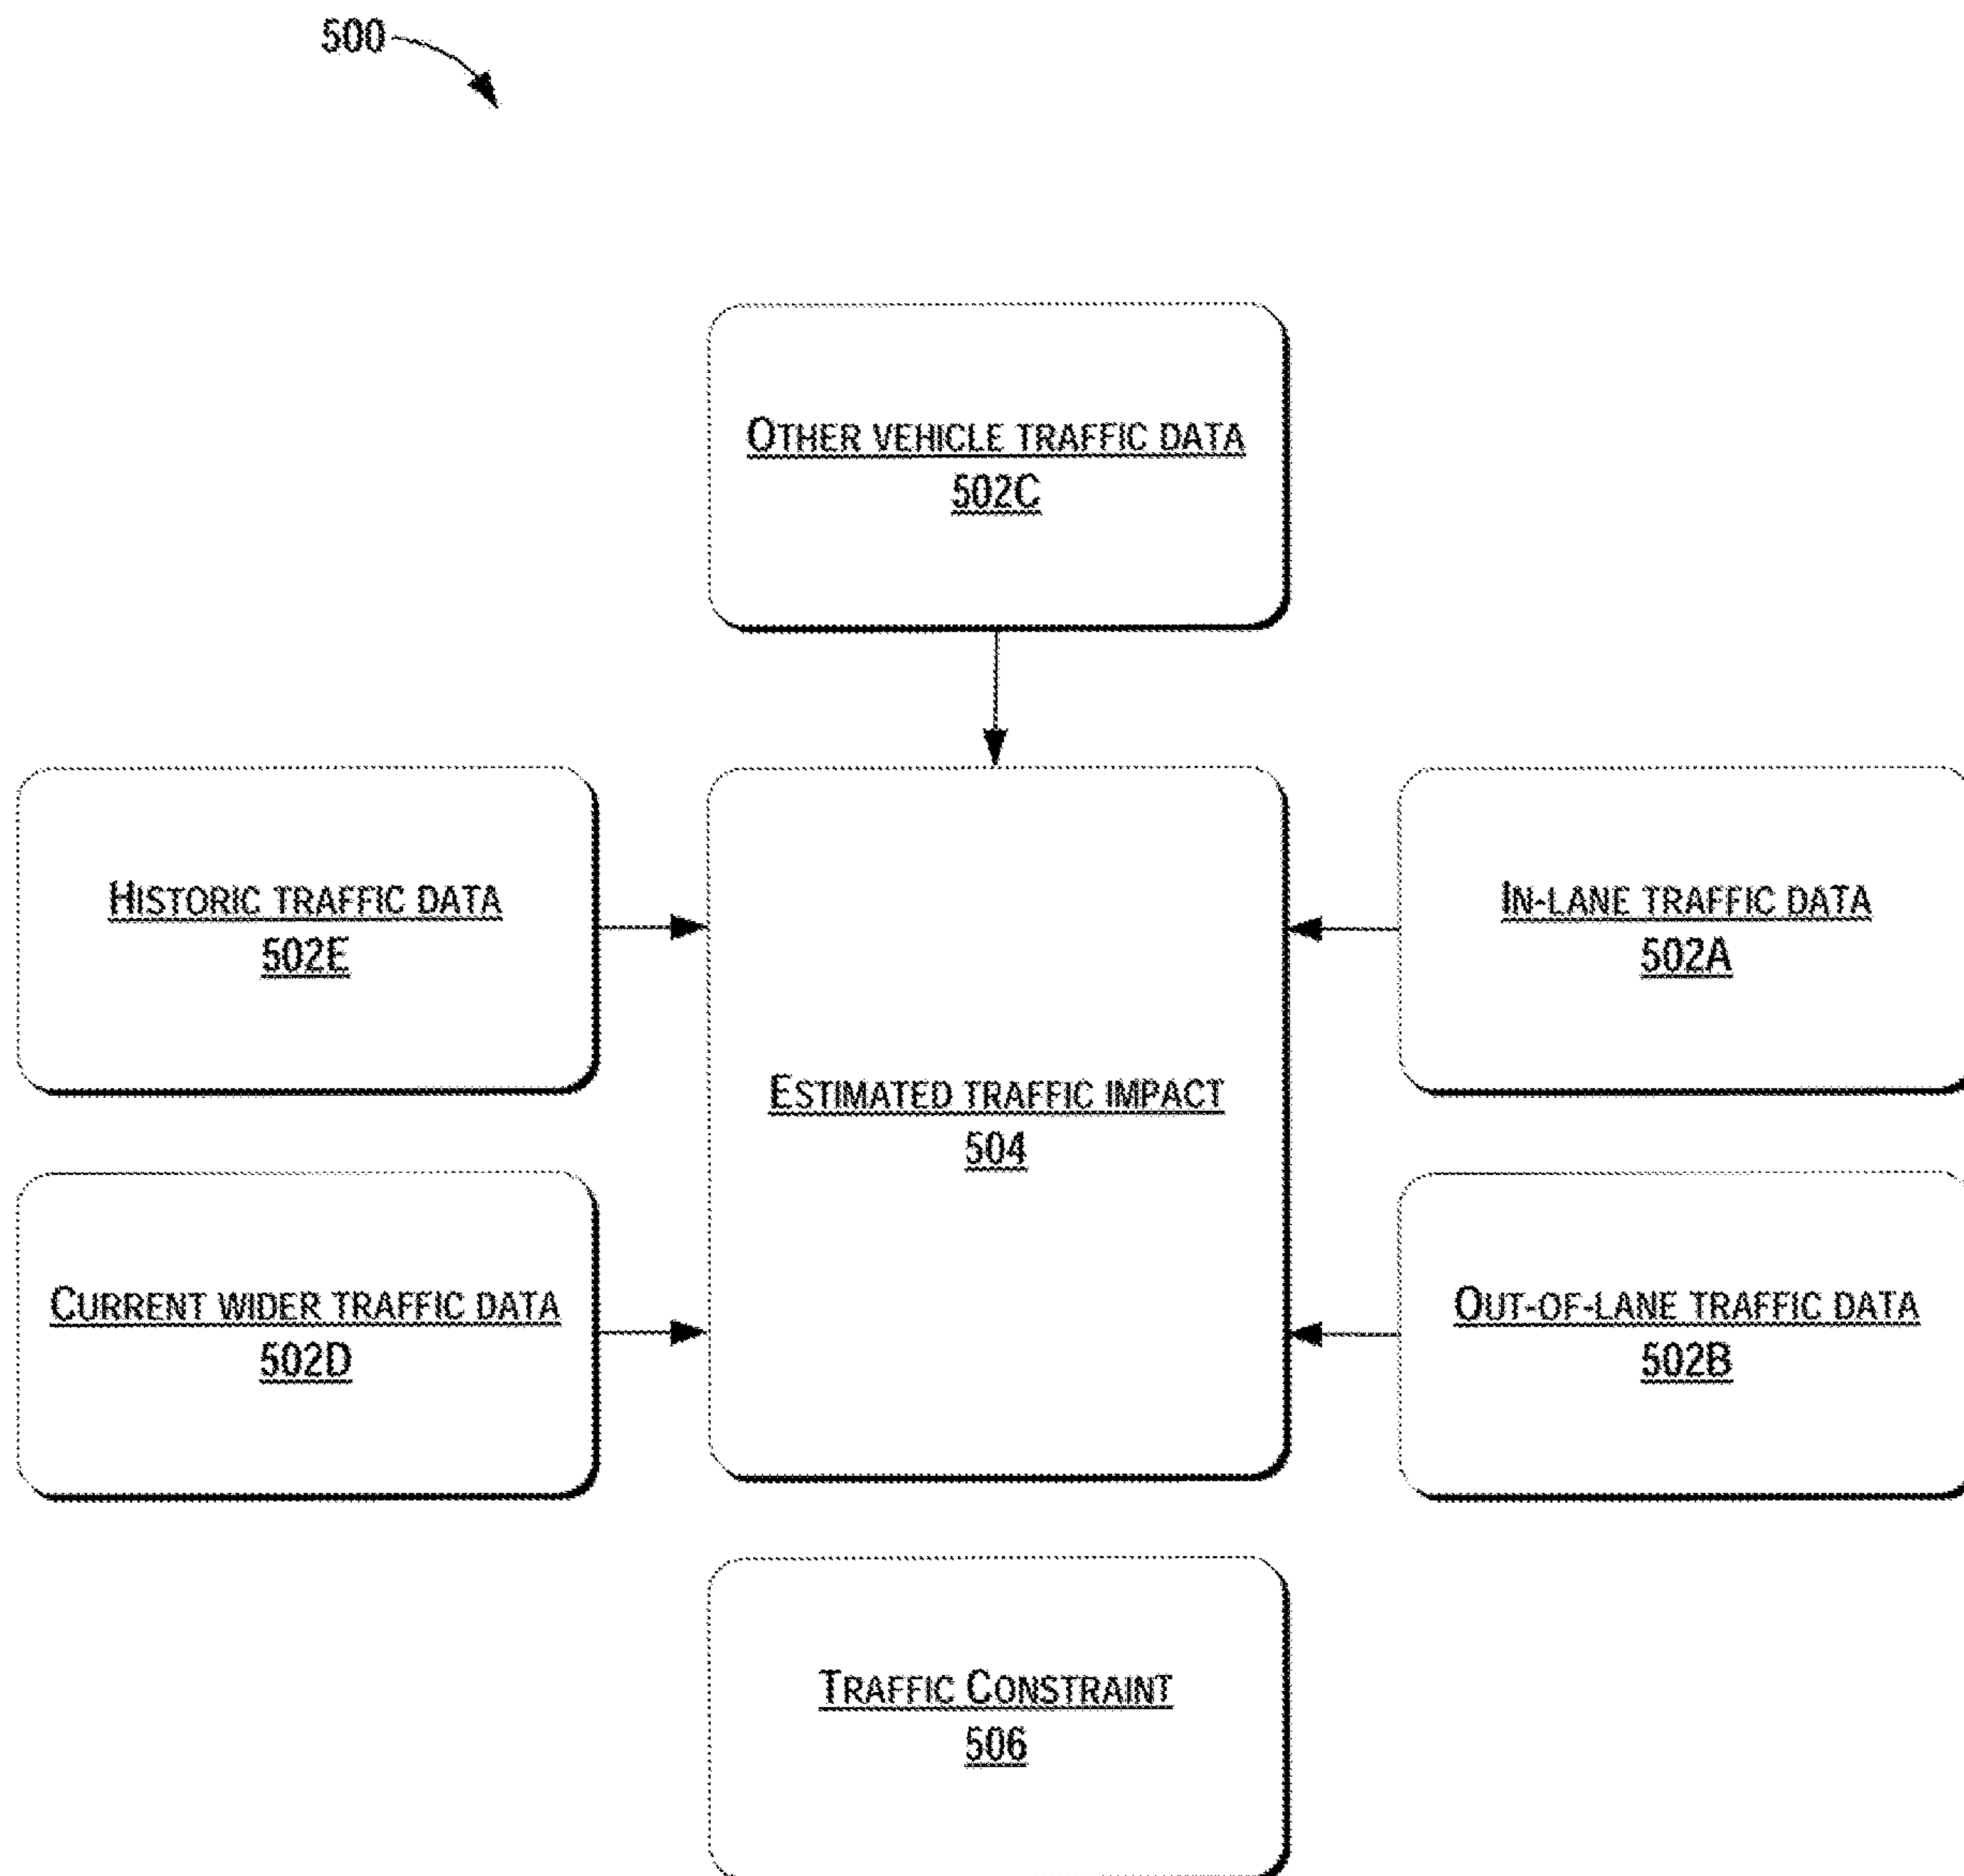 500
OTHER VEHICLE TRAFFIC DATA
502C
HISTORIC TRAFFIC DATA
502E
IN-LANE TRAFFIC DATA
502A
ESTIMATED TRAFFIC IMPACT
504
CURRENT WIDER TRAFFIC DATA
502D
OUT-OF-LANE TRAFFIC DATA
502B
TRAFFIC CONSTRAINT
506